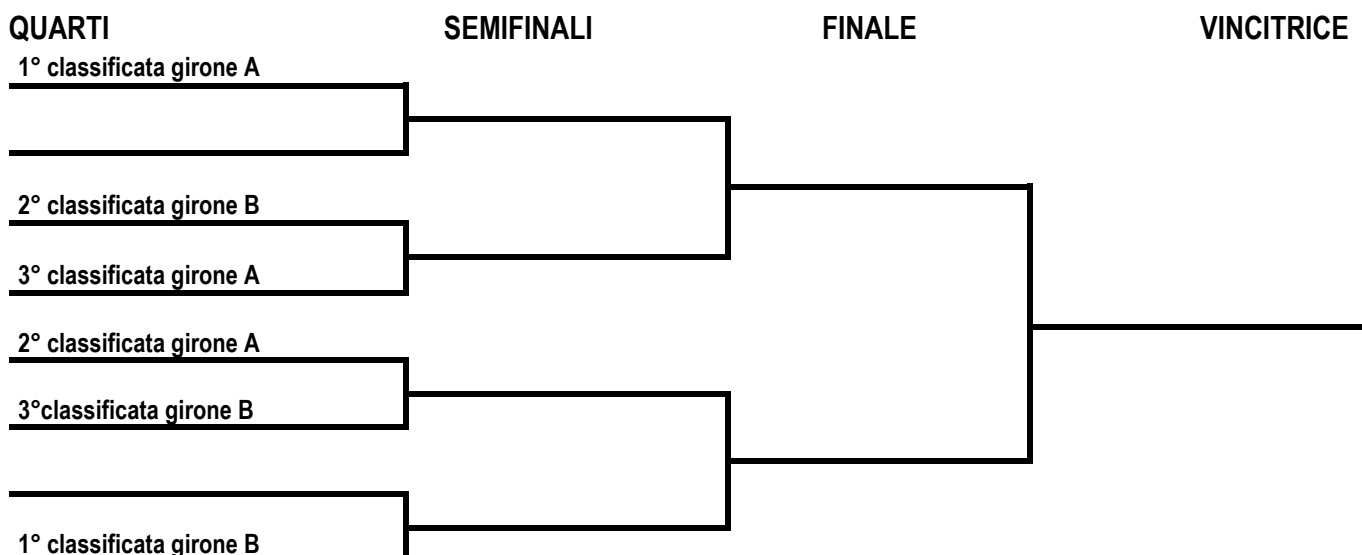 QUARTI SEMIFINALI FINALE VINCITRICE
1° classificata girone A
2° classificata girone B
3° classificata girone A
2° classificata girone A
3°classificata girone B
1° classificata girone B